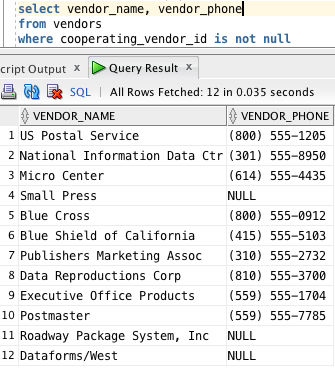 select vendor_name, vendor_phone
from vendors
where cooperating_vendor_id is not null
cript Output x Query Result x
SQL | All Rows Fetched: 12 in 0.035 seconds
VENDOR_NAME VENDOR_PHONE
1 US Postal Service (800) 555-1205
2 National Information Data Ctr (301) 555-8950
3 Micro Center (614) 555-4435
4 Small Press NULL
5 Blue Cross (800) 555-0912
6 Blue Shield of California (415) 555-5103
7 Publishers Marketing Assoc (310) 555-2732
8 Data Reproductions Corp (810) 555-3700
9 Executive Office Products (559) 555-1704
10 Postmaster (559) 555-7785
11 Roadway Package System, Inc NULL
12 Dataforms/West NULL